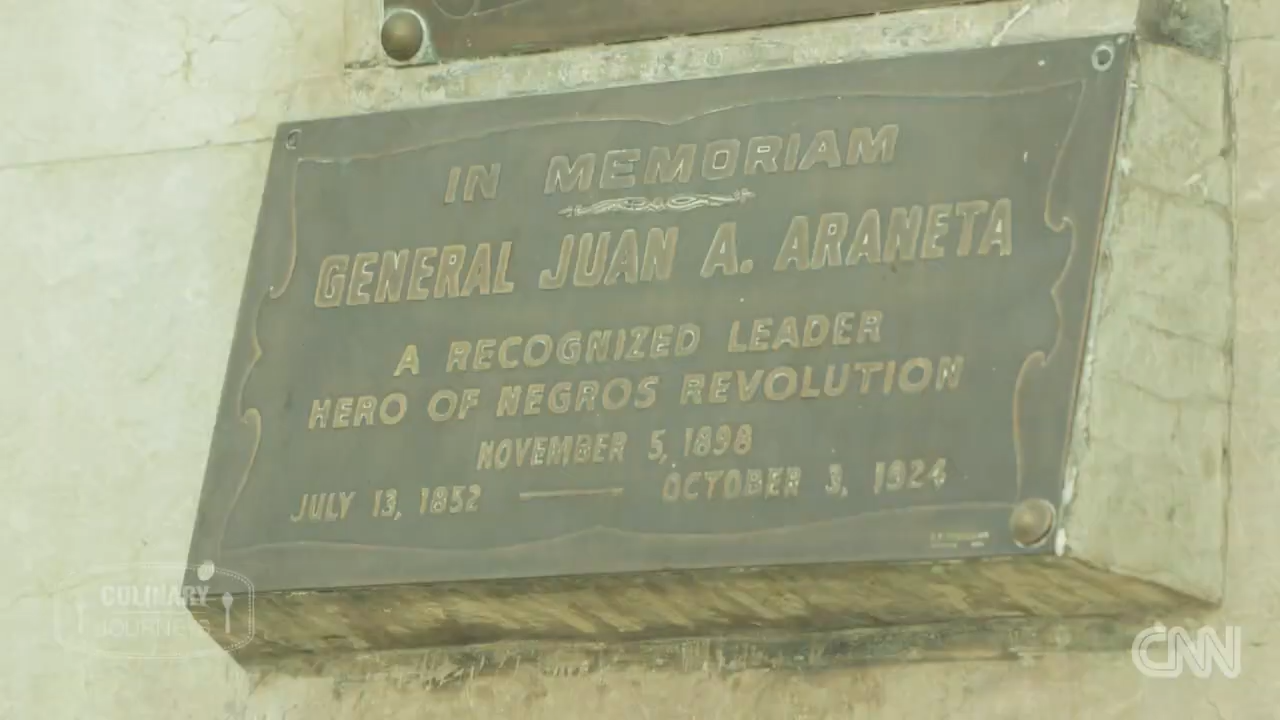 IN MEMORIAM
GENERAL JUAN A. ARANETA
A RECOGNIZED LEADER
HERO OF NEGROS REVOLUTION
NOVEMBER 5, 1898
JULY 13, 1852 — OCTOBER 3, 1924
CULINARY
JOURNEYS
CNN